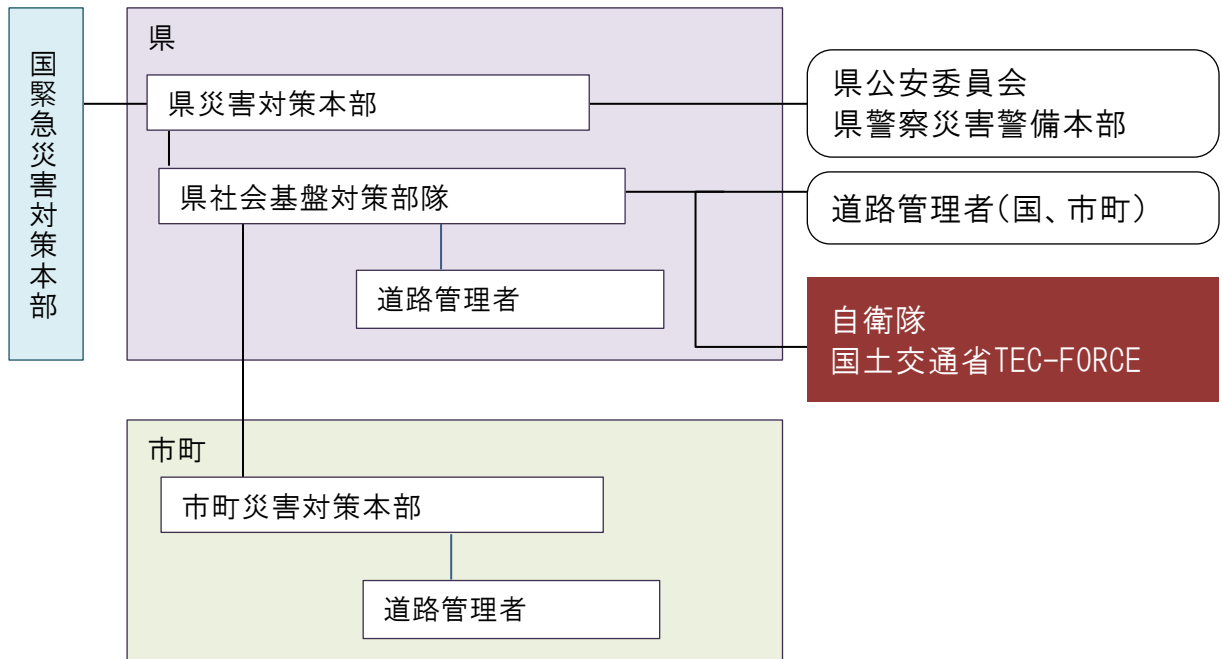 国緊急災害対策本部
県
県災害対策本部
県公安委員会
県警察災害警備本部
県社会基盤対策部隊
道路管理者(国、市町)
道路管理者
自衛隊
国土交通省TEC-FORCE
市町
市町災害対策本部
道路管理者